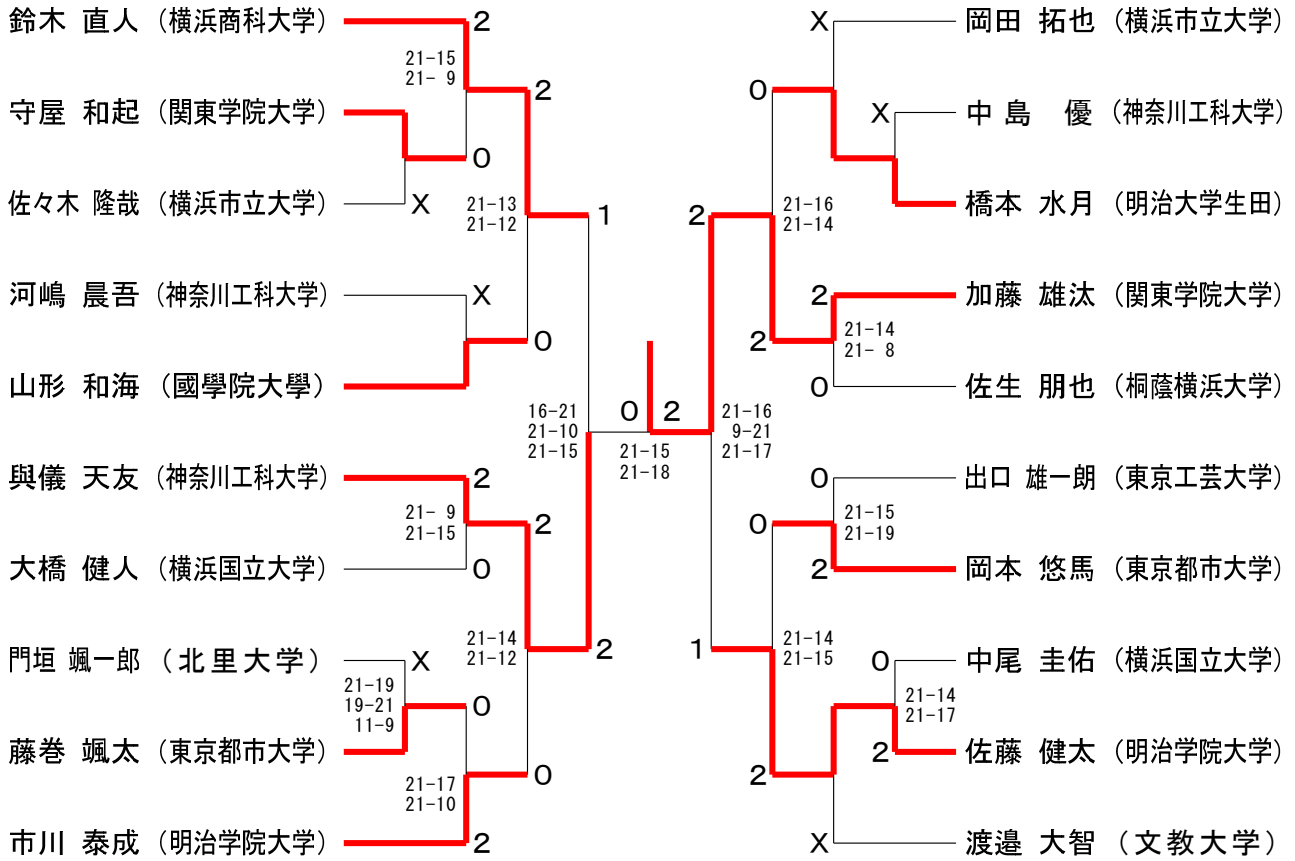 鈴木 直人 (横浜商科大学)
2
21-15
21- 9
守屋 和起 (関東学院大学)
2
0
佐々木 隆哉 (横浜市立大学)
X
21-13
21-12
1
河嶋 晨吾 (神奈川工科大学)
X
0
山形 和海 (國學院大學)
16-21
21-10
21-15
與儀 天友 (神奈川工科大学)
2
21- 9
21-15
2
大橋 健人 (横浜国立大学)
0
21-14
21-12
2
門垣 颯一郎 (北里大学)
X
21-19
19-21
11-9
0
藤巻 颯太 (東京都市大学)
0
21-17
21-10
市川 泰成 (明治学院大学)
2
0 2
21-15
21-18
X
岡田 拓也 (横浜市立大学)
0
X
中島 優 (神奈川工科大学)
橋本 水月 (明治大学生田)
2
21-16
21-14
2
加藤 雄汰 (関東学院大学)
21-14
21- 8
2
0
佐生 朋也 (桐蔭横浜大学)
21-16
9-21
21-17
0
出口 雄一朗 (東京工芸大学)
21-15
21-19
0
2
岡本 悠馬 (東京都市大学)
1
21-14
21-15
0
中尾 圭佑 (横浜国立大学)
21-14
21-17
2
佐藤 健太 (明治学院大学)
2
X
渡邉 大智 (文教大学)